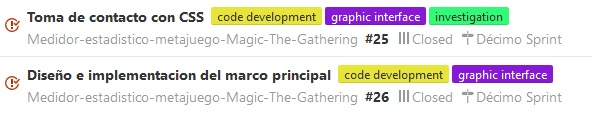 Toma de contacto con CSS code development graphic interface investigation
Medidor-estadistico-metajuego-Magic-The-Gathering #25 Closed Décimo Sprint
Diseño e implementacion del marco principal code development graphic interface
Medidor-estadistico-metajuego-Magic-The-Gathering #26 Closed Décimo Sprint